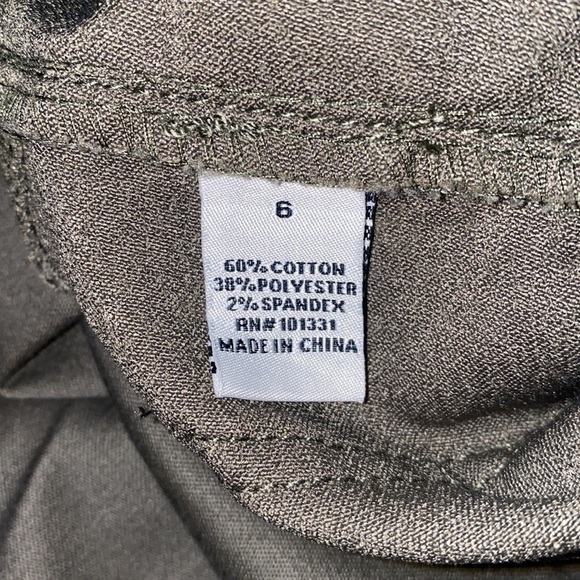 6
60% COTTON
38% POLYESTER
2% SPANDEX
RN# 101331
MADE IN CHINA